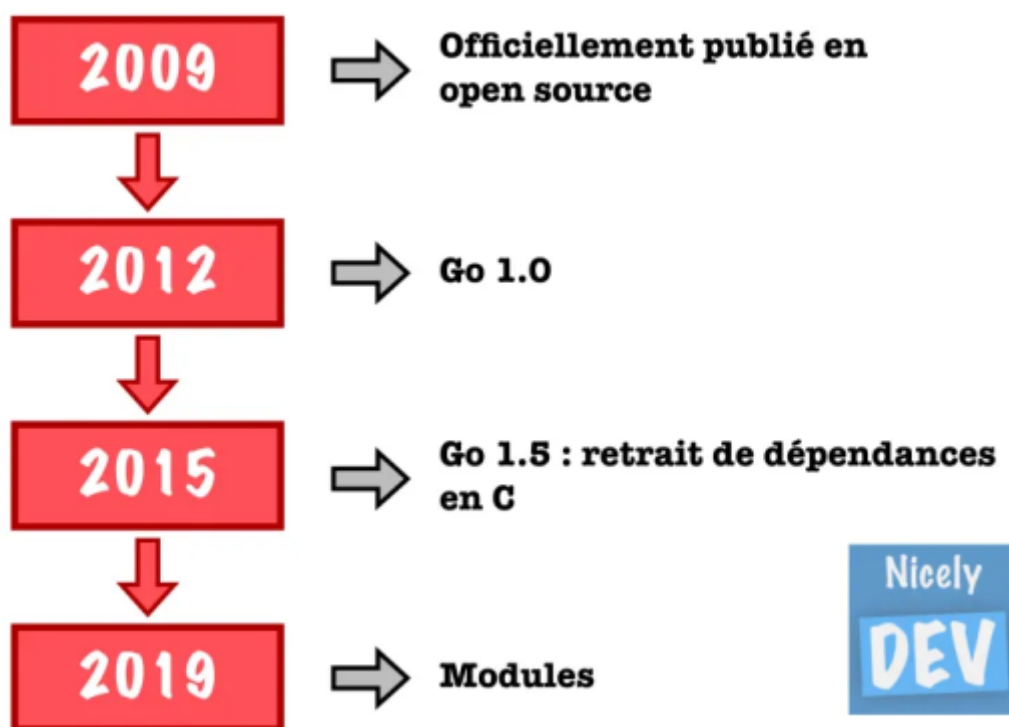 2009
Officiellement publié en
open source
2012
Go 1.0
2015
Go 1.5 : retrait de dépendances
en C
2019
Modules
Nicely
DEV